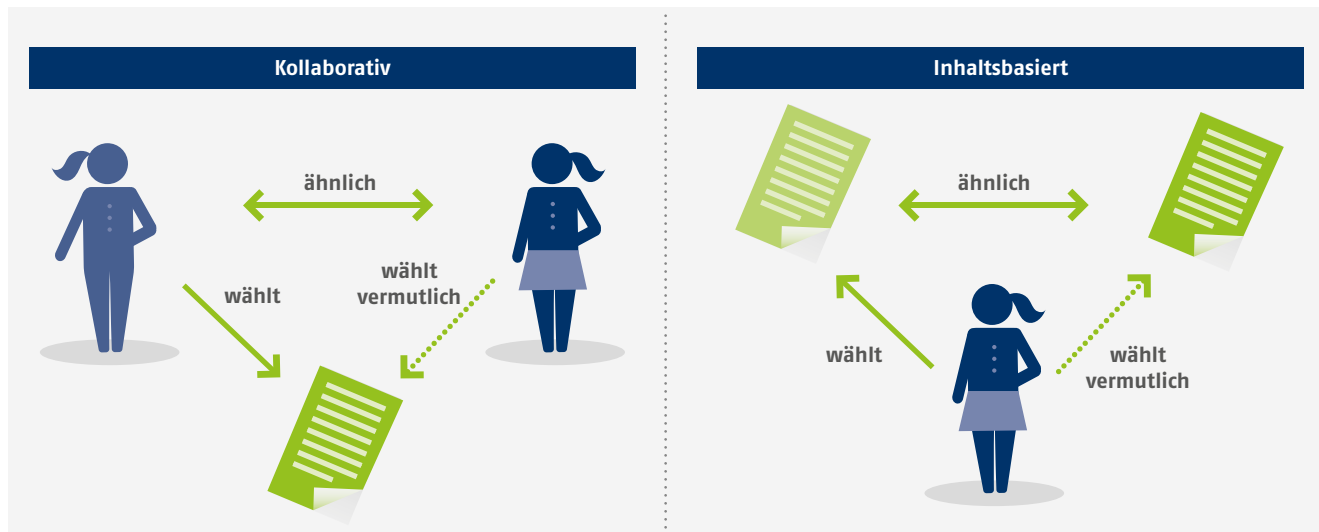 Kollaborativ
ähnlich
wählt
wählt
vermutlich
Inhaltsbasiert
ähnlich
wählt
wählt
vermutlich